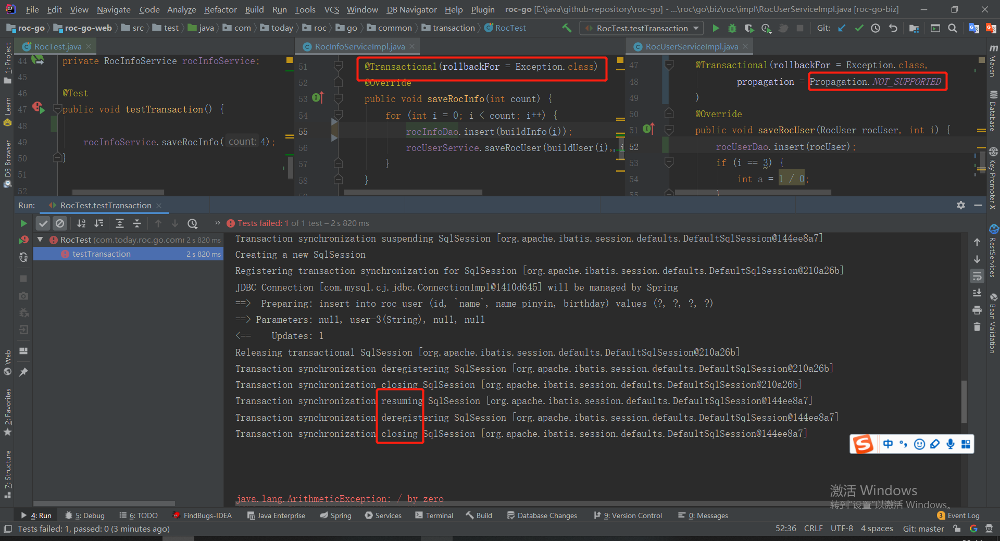 File Edit View Navigate Code Analyze Refactor Build Run Tools VCS Window DB Navigator Help Plugin roc-go [E:\java\github-repository\roc-go] - ...\roc\go\biz\roc\impl\RocUserServiceImpl.java [roc-go-biz]
roc-go roc-go-web src test java com today roc go common transaction RocTest RocTest.testTransaction Git:
RocTest.java
44 private RocInfoService rocInfoService;
45
46 @Test
47 public void testTransaction() {
48
49 rocInfoService.saveRocInfo( count: 4);
50 }
51
52
RocInfoServiceImpl.java
51 @Transactional(rollbackFor = Exception.class)
52 @Override
53 public void saveRocInfo(int count) {
54 for (int i = 0; i < count; i++) {
55 rocInfoDao.insert(buildInfo(i));
56 rocUserService.saveRocUser(buildUser(i), i
57 }
58 }
RocUserServiceImpl.java
47 @Transactional(rollbackFor = Exception.class,
48 propagation = Propagation.NOT_SUPPORTED
49 )
50 @Override
51 public void saveRocUser(RocUser rocUser, int i) {
52 rocUserDao.insert(rocUser);
53 if (i == 3) {
54 int a = 1 / 0;
55 }
1: Project
Learn
DB Browser
Web
2: Favorites
Z: Structure
Maven
Database
Key Promoter X
RestServices
Bean Validation
Run: RocTest.testTransaction
» Tests failed: 1 of 1 test – 2 s 820 ms
RocTest (com.today.roc.go.comm 2 s 820 ms
testTransaction 2 s 820 ms
Transaction synchronization suspending SqlSession [org.apache.ibatis.session.defaults.DefaultSqlSession@144ee8a7]
Creating a new SqlSession
Registering transaction synchronization for SqlSession [org.apache.ibatis.session.defaults.DefaultSqlSession@210a26b]
JDBC Connection [com.mysql.cj.jdbc.ConnectionImpl@1410d645] will be managed by Spring
==>  Preparing: insert into roc_user (id, `name`, name_pinyin, birthday) values (?, ?, ?, ?)
==> Parameters: null, user-3(String), null, null
<==    Updates: 1
Releasing transactional SqlSession [org.apache.ibatis.session.defaults.DefaultSqlSession@210a26b]
Transaction synchronization deregistering SqlSession [org.apache.ibatis.session.defaults.DefaultSqlSession@210a26b]
Transaction synchronization closing SqlSession [org.apache.ibatis.session.defaults.DefaultSqlSession@210a26b]
Transaction synchronization resuming SqlSession [org.apache.ibatis.session.defaults.DefaultSqlSession@144ee8a7]
Transaction synchronization deregistering SqlSession [org.apache.ibatis.session.defaults.DefaultSqlSession@144ee8a7]
Transaction synchronization closing SqlSession [org.apache.ibatis.session.defaults.DefaultSqlSession@144ee8a7]
中
java.lang.ArithmeticException: / by zero
激活 Windows
转到“设置”以激活 Windows。
4: Run 5: Debug 6: TODO FindBugs-IDEA Java Enterprise Spring Services Terminal Build Database Changes 9: Version Control 0: Messages 3 Event Log
Tests failed: 1, passed: 0 (3 minutes ago) 52:36 CRLF UTF-8 4 spaces Git: master